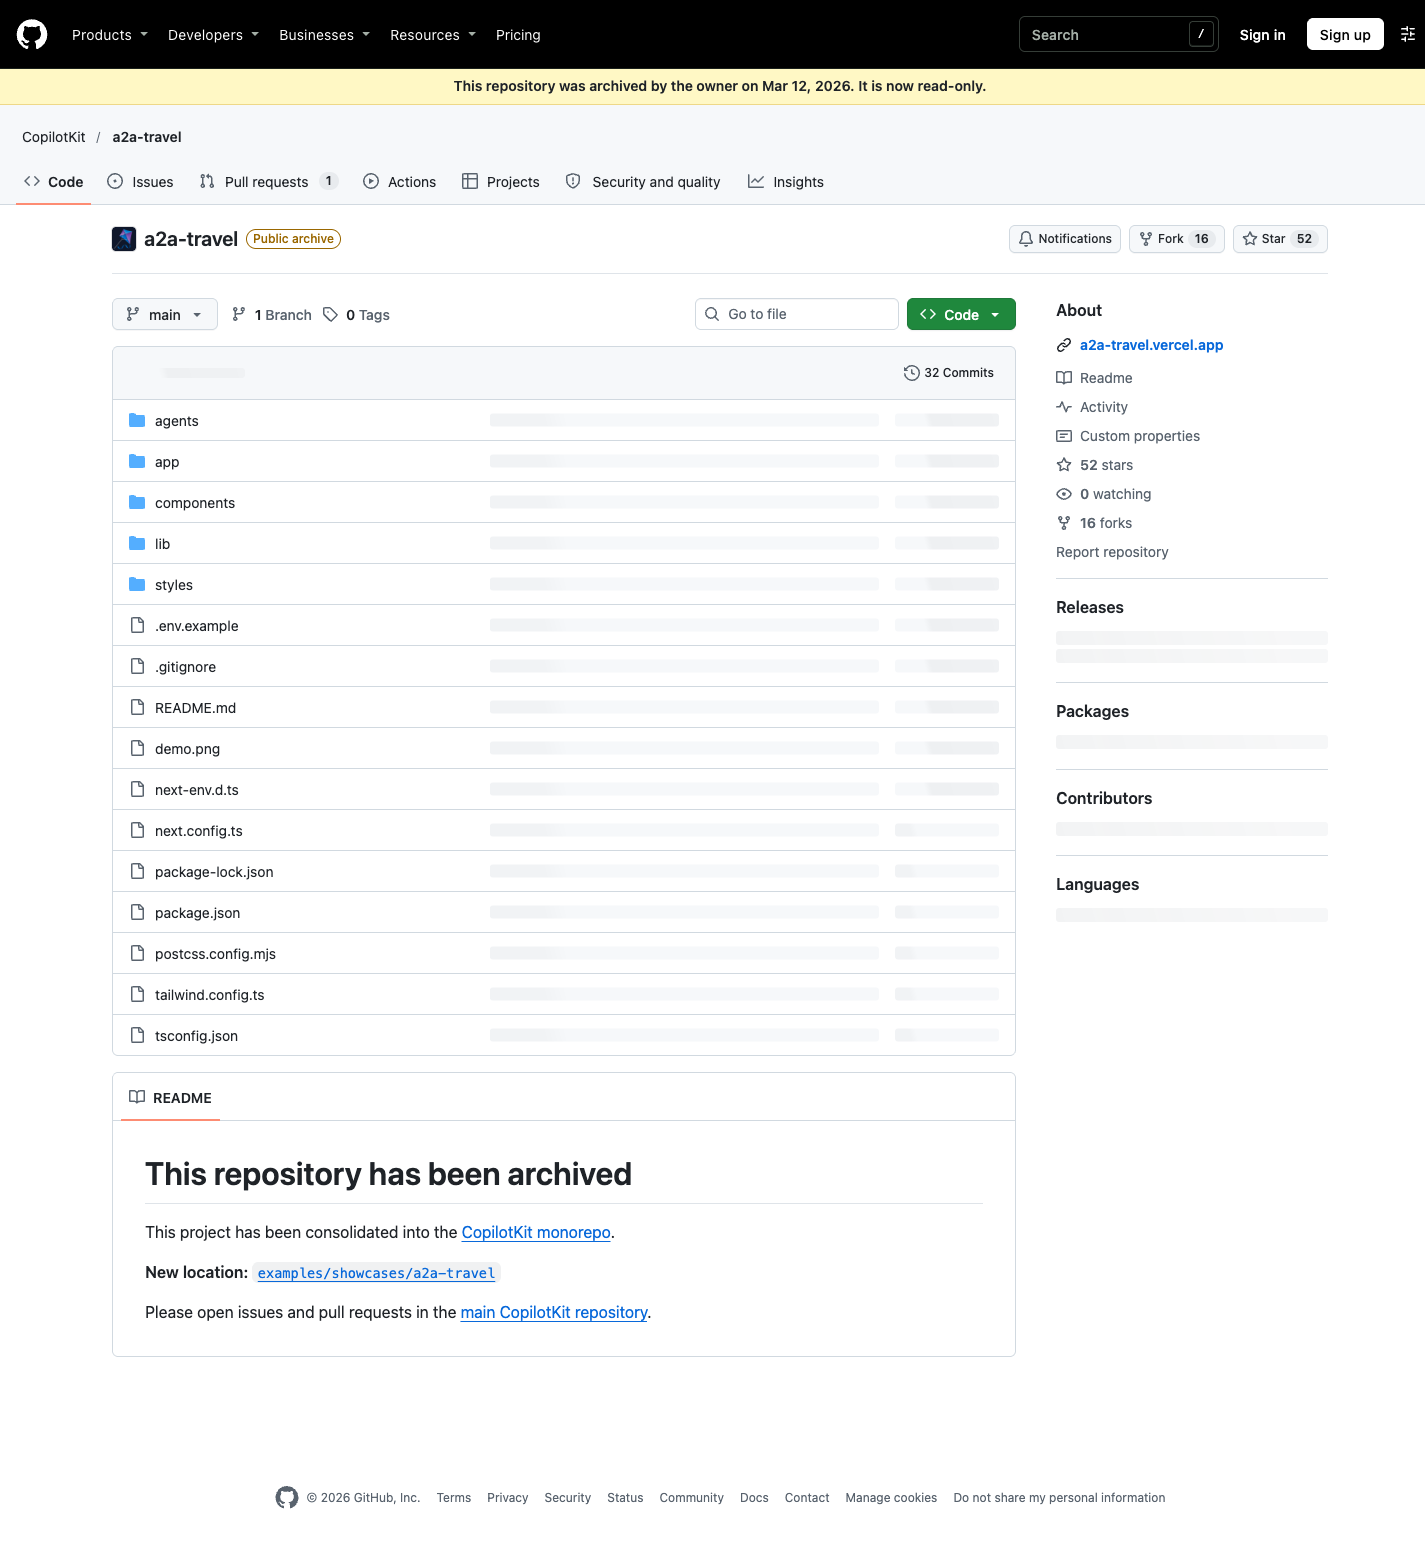 Products Developers Businesses Resources Pricing Search / Sign in Sign up
This repository was archived by the owner on Mar 12, 2026. It is now read-only.
CopilotKit / a2a-travel
Code Issues Pull requests 1 Actions Projects Security and quality Insights
a2a-travel Public archive Notifications Fork 16 Star 52
main 1 Branch 0 Tags Go to file Code
32 Commits
agents
app
components
lib
styles
.env.example
.gitignore
README.md
demo.png
next-env.d.ts
next.config.ts
package-lock.json
package.json
postcss.config.mjs
tailwind.config.ts
tsconfig.json
About
a2a-travel.vercel.app
Readme
Activity
Custom properties
52 stars
0 watching
16 forks
Report repository
Releases
Packages
Contributors
Languages
README
This repository has been archived
This project has been consolidated into the CopilotKit monorepo.
New location: examples/showcases/a2a-travel
Please open issues and pull requests in the main CopilotKit repository.
© 2026 GitHub, Inc. Terms Privacy Security Status Community Docs Contact Manage cookies Do not share my personal information